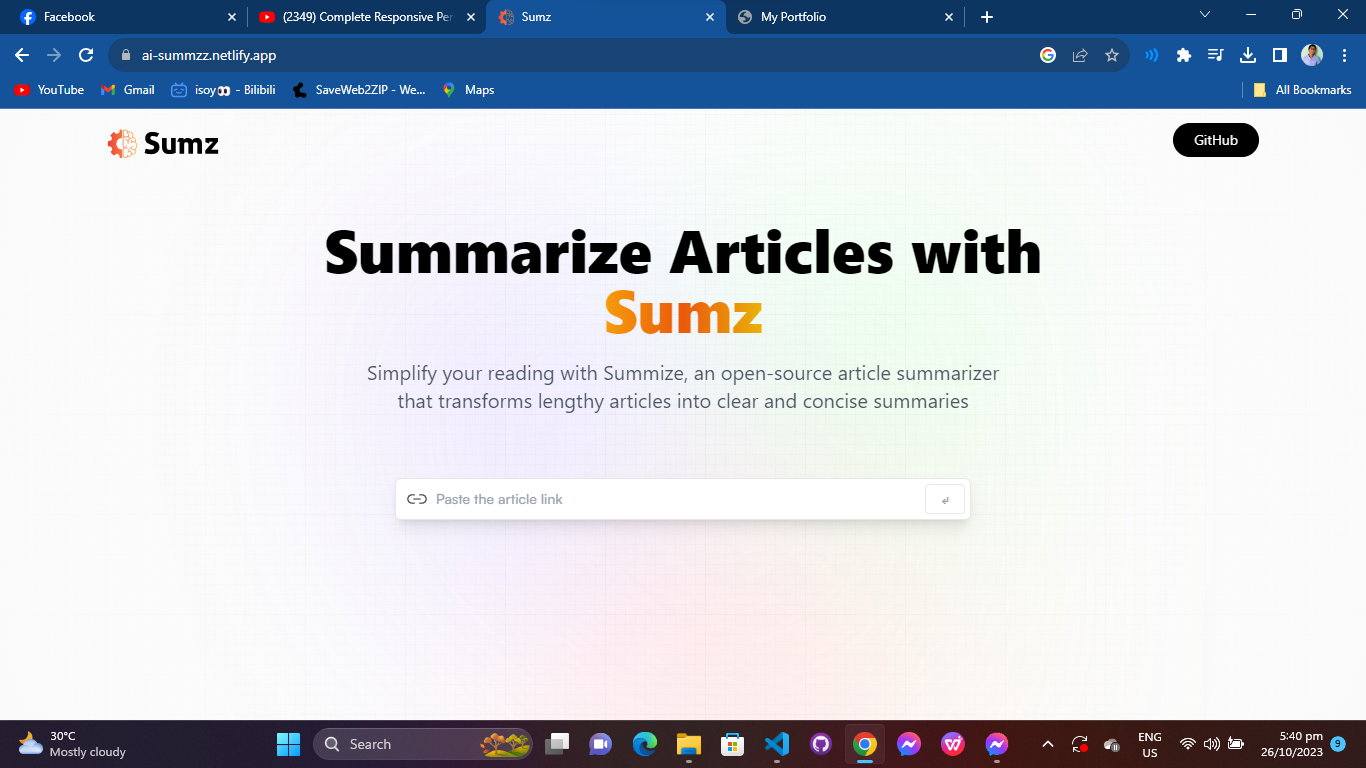 Facebook
(2349) Complete Responsive Per
Sumz
My Portfolio
ai-summzz.netlify.app
YouTube
Gmail
isoy👀 - Bilibili
SaveWeb2ZIP - We...
Maps
All Bookmarks
Sumz
GitHub
Summarize Articles with
Sumz
Simplify your reading with Summize, an open-source article summarizer
that transforms lengthy articles into clear and concise summaries
Paste the article link
30°C
Mostly cloudy
Search
ENG
US
5:40 pm
26/10/2023
9